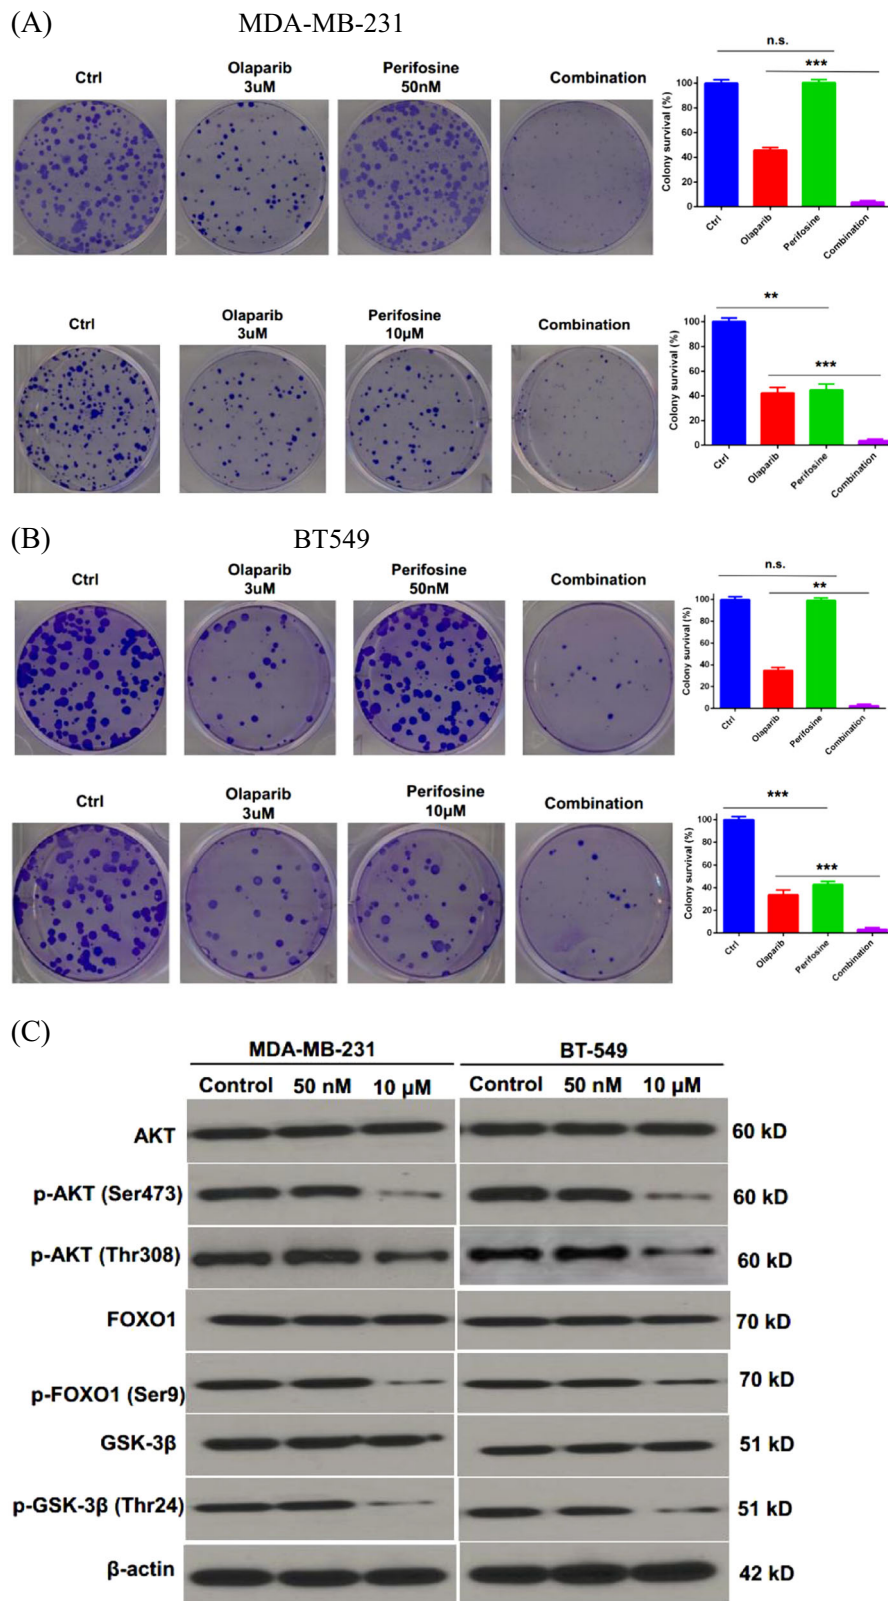 (A) MDA-MB-231
Ctrl
Olaparib
3uM
Perifosine
50nM
Combination
n.s.
***
Colony survival (%)
100
80
60
40
20
0
Ctrl
Olaparib
Perifosine
Combination
Ctrl
Olaparib
3uM
Perifosine
10μM
Combination
**
***
Colony survival (%)
100
80
60
40
20
0
Ctrl
Olaparib
Perifosine
Combination
(B) BT549
Ctrl
Olaparib
3uM
Perifosine
50nM
Combination
n.s.
**
Colony survival (%)
100
80
60
40
20
0
Ctrl
Olaparib
Perifosine
Combination
Ctrl
Olaparib
3uM
Perifosine
10μM
Combination
***
***
Colony survival (%)
100
80
60
40
20
0
Ctrl
Olaparib
Perifosine
Combination
(C)
MDA-MB-231 BT-549
Control 50 nM 10 μM Control 50 nM 10 μM
AKT 60 kD
p-AKT (Ser473) 60 kD
p-AKT (Thr308) 60 kD
FOXO1 70 kD
p-FOXO1 (Ser9) 70 kD
GSK-3β 51 kD
p-GSK-3β (Thr24) 51 kD
β-actin 42 kD